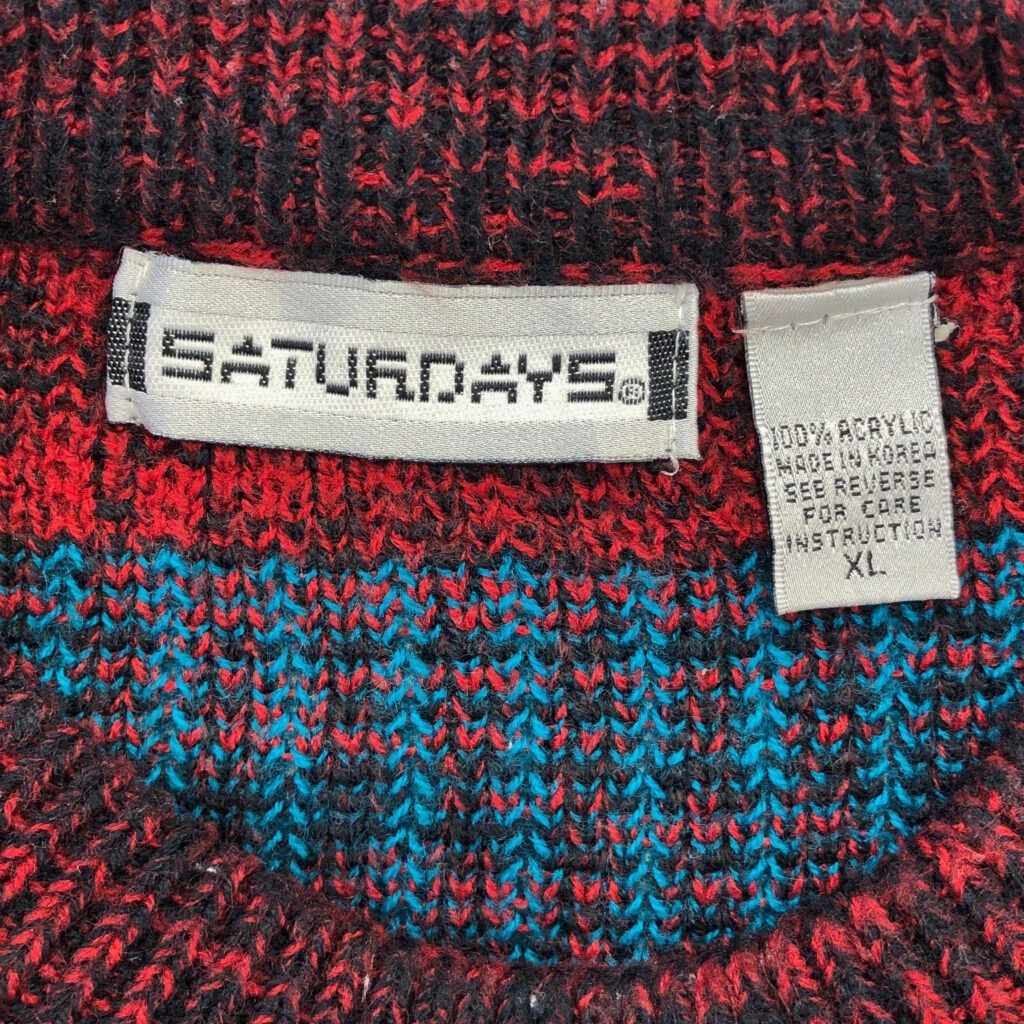 SATURDAYS®
100% ACRYLIC
MADE IN KOREA
SEE REVERSE
FOR CARE
INSTRUCTION
XL